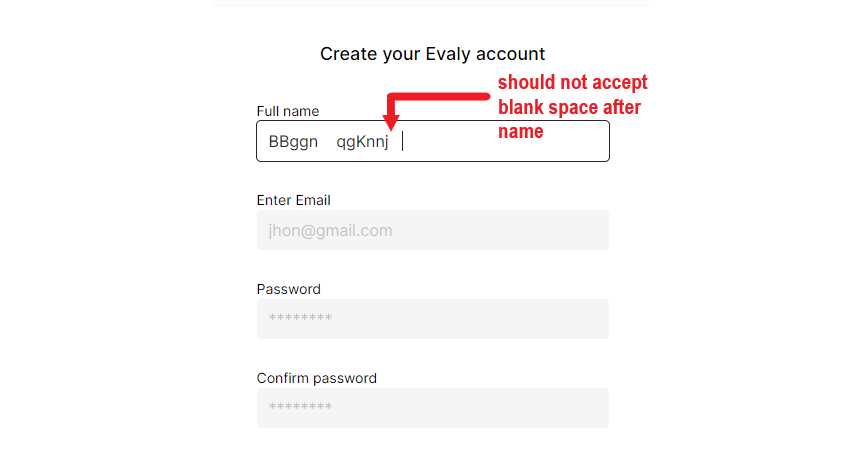 Create your Evaly account
should not accept
blank space after
name
Full name
BBggn    qgKnnj
Enter Email
jhon@gmail.com
Password
********
Confirm password
********